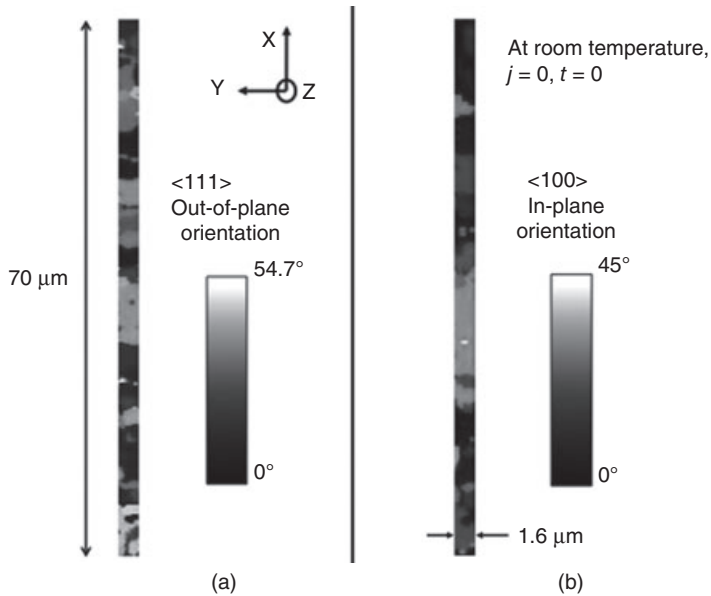 X
Y
Z
<111>
Out-of-plane
orientation
54.7°
0°
70 µm
(a)
At room temperature,
j = 0, t = 0
<100>
In-plane
orientation
45°
0°
1.6 µm
(b)